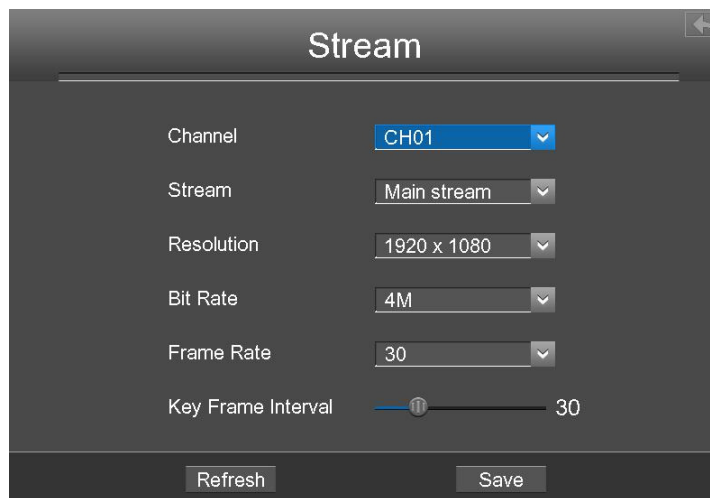 Stream
Channel CH01
Stream Main stream
Resolution 1920 x 1080
Bit Rate 4M
Frame Rate 30
Key Frame Interval 30
Refresh Save